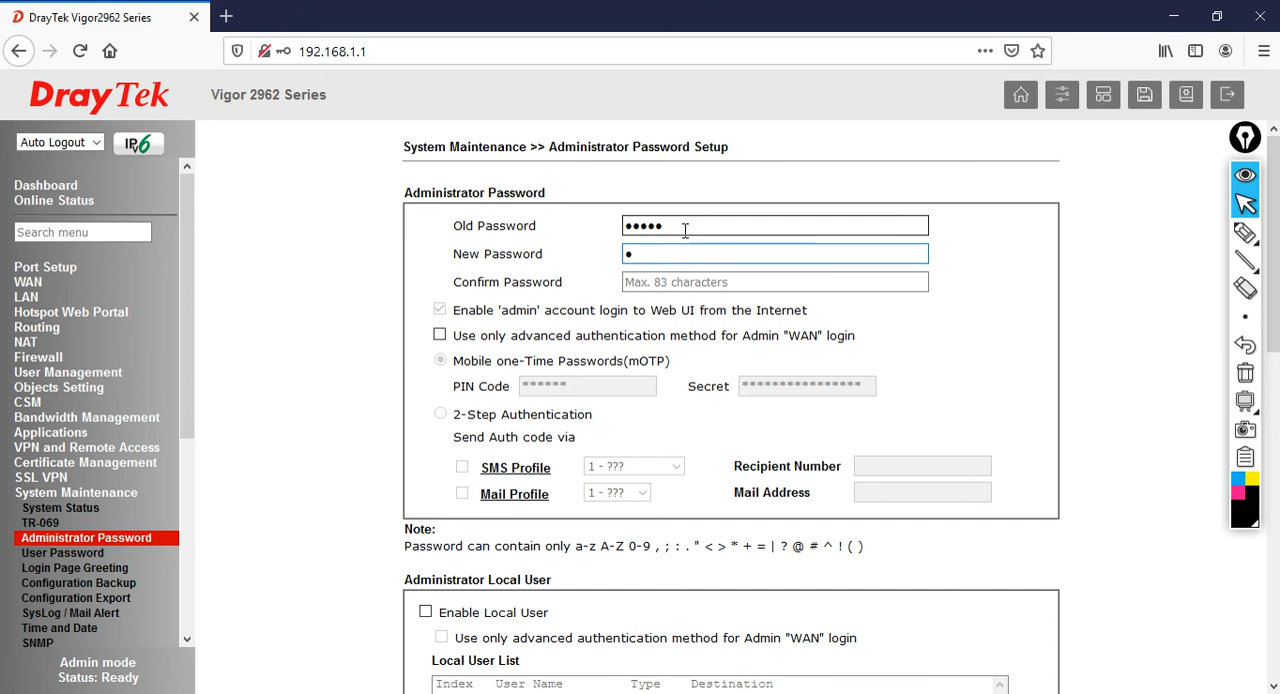 DrayTek Vigor2962 Series
192.168.1.1
DrayTek
Vigor 2962 Series
Auto Logout
IPv6
Dashboard
Online Status
Search menu
Port Setup
WAN
LAN
Hotspot Web Portal
Routing
NAT
Firewall
User Management
Objects Setting
CSM
Bandwidth Management
Applications
VPN and Remote Access
Certificate Management
SSL VPN
System Maintenance
System Status
TR-069
Administrator Password
User Password
Login Page Greeting
Configuration Backup
Configuration Export
SysLog / Mail Alert
Time and Date
SNMP
Admin mode
Status: Ready
System Maintenance >> Administrator Password Setup
Administrator Password
Old Password •••••
New Password •
Confirm Password Max. 83 characters
Enable 'admin' account login to Web UI from the Internet
Use only advanced authentication method for Admin "WAN" login
Mobile one-Time Passwords(mOTP)
PIN Code ****** Secret ****************
2-Step Authentication
Send Auth code via
SMS Profile 1 - ??? Recipient Number
Mail Profile 1 - ??? Mail Address
Note:
Password can contain only a-z A-Z 0-9 , ; : . " < > * + = | ? @ # ^ ! ( )
Administrator Local User
Enable Local User
Use only advanced authentication method for Admin "WAN" login
Local User List
Index User Name Type Destination